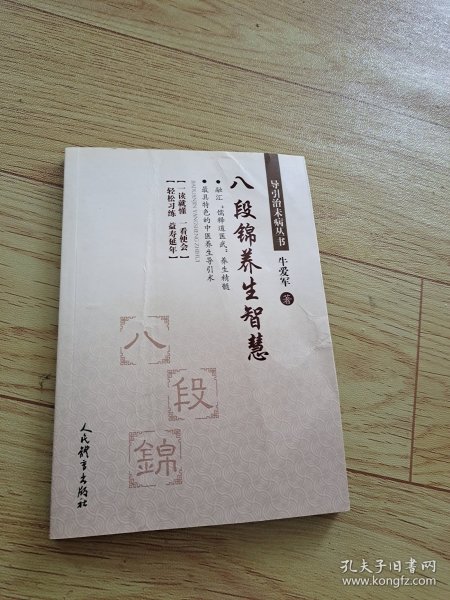 导引治未病丛书
八段锦养生智慧
牛爱军
著
●融汇“儒释道医武”养生精髓
●最具特色的中医养生导引术
【一读就懂 一看便会】
【轻松习练 益寿延年】
八
段
錦
人民體育出版社
孔夫子旧书网
www.kongfz.com